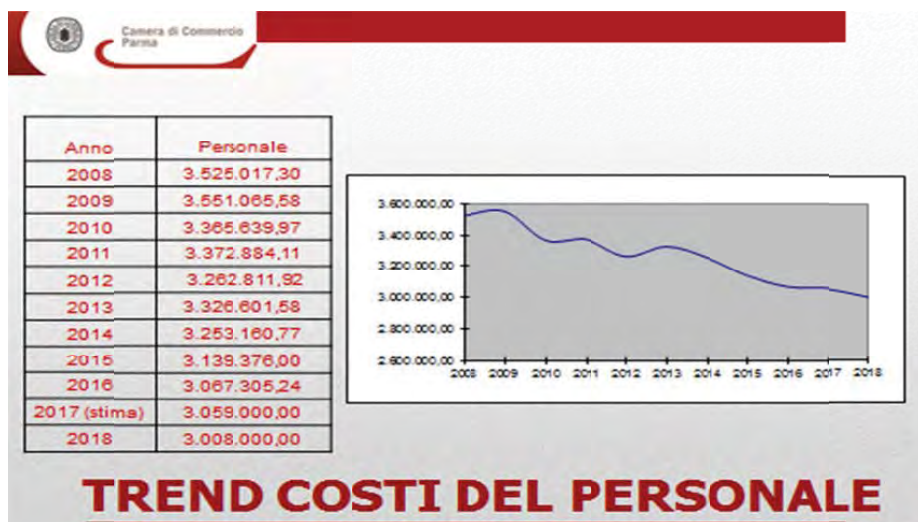 Camera di Commercio
Parma
Anno Personale
2008 3.525.017,30
2009 3.551.065,58
2010 3.365.639,97
2011 3.372.884,11
2012 3.262.811,92
2013 3.326.601,58
2014 3.253.160,77
2015 3.139.376,00
2016 3.067.305,24
2017 (stima) 3.059.000,00
2018 3.008.000,00
3.600.000,00
3.400.000,00
3.200.000,00
3.000.000,00
2.800.000,00
2.600.000,00
2008 2009 2010 2011 2012 2013 2014 2015 2016 2017 2018
TREND COSTI DEL PERSONALE